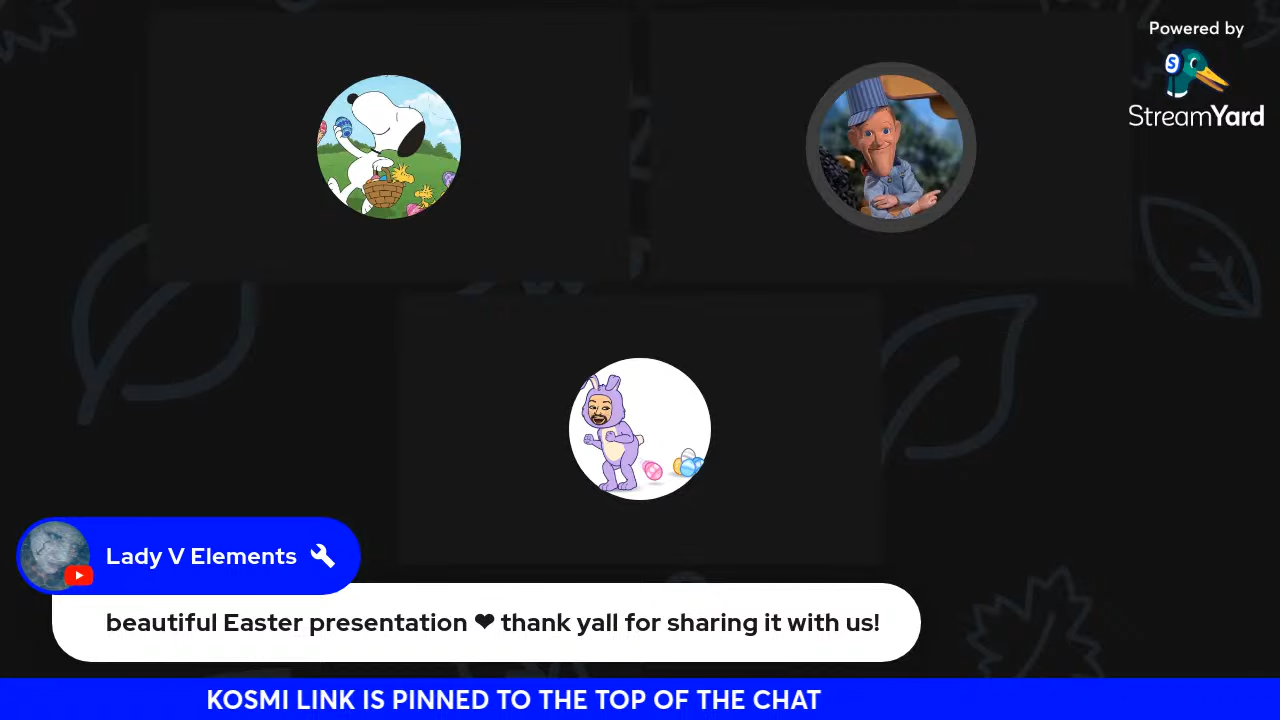 Powered by
StreamYard
Lady V Elements
beautiful Easter presentation ❤ thank yall for sharing it with us!
KOSMI LINK IS PINNED TO THE TOP OF THE CHAT